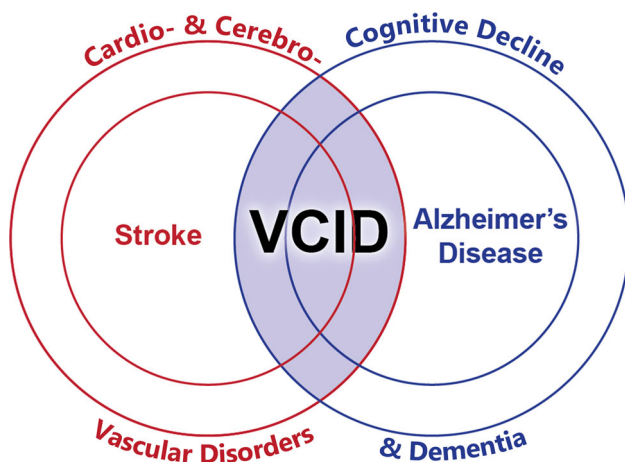 Cardio- & Cerebro-
Vascular Disorders
Cognitive Decline
& Dementia
Stroke
VCID
Alzheimer's
Disease